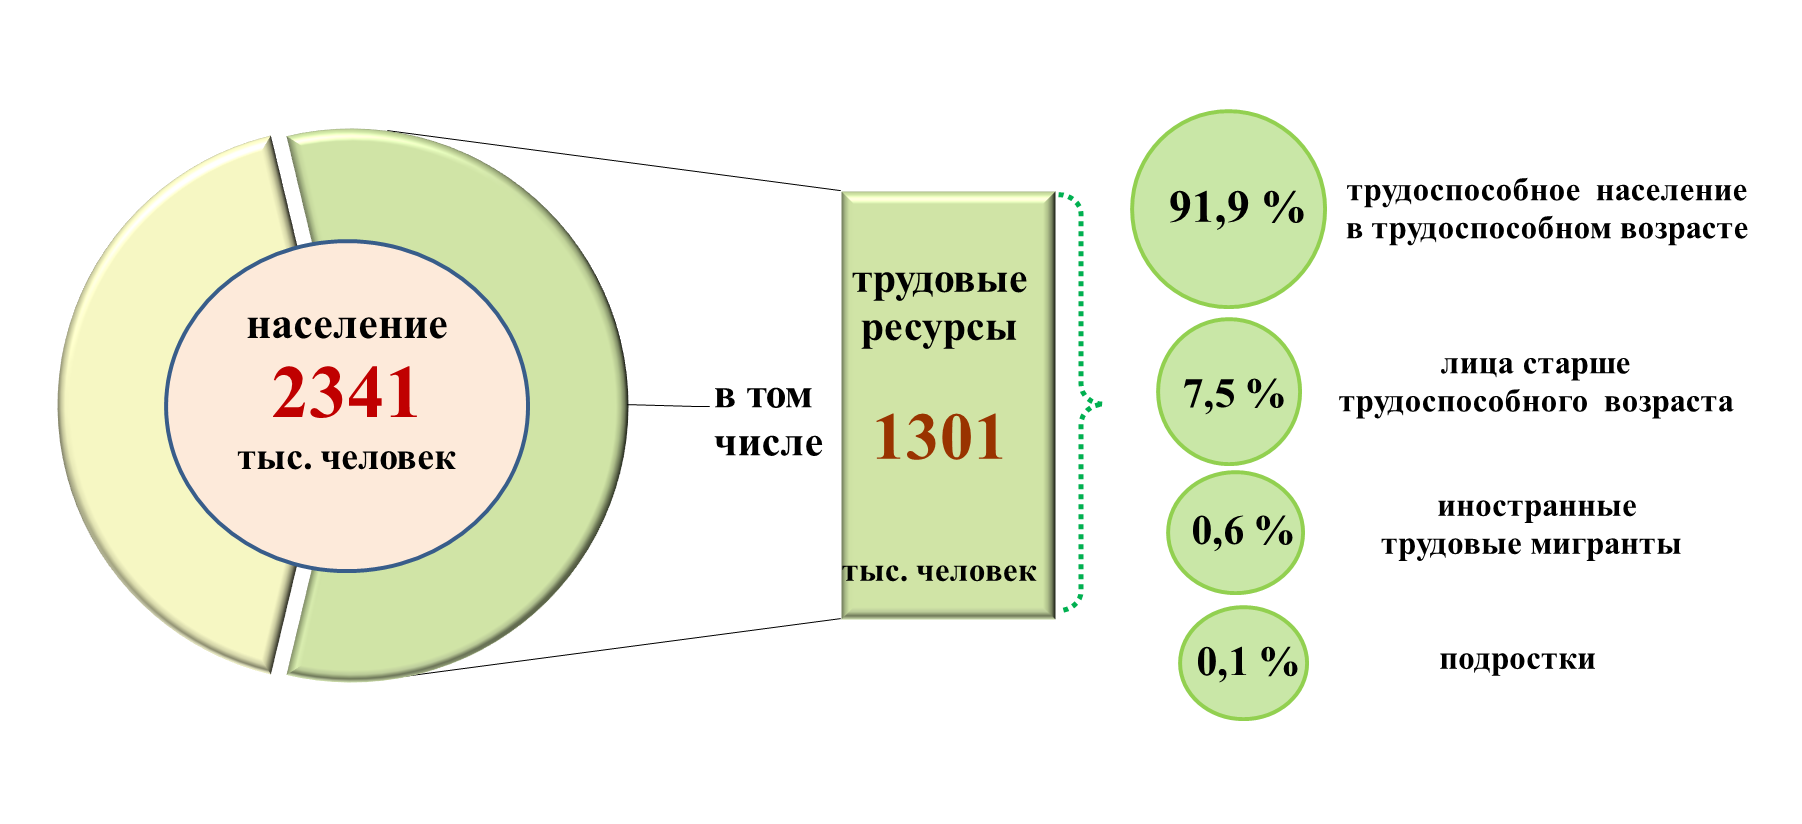 население
2341
тыс. человек
в том
числе
трудовые
ресурсы
1301
тыс. человек
91,9 %
трудоспособное население
в трудоспособном возрасте
7,5 %
лица старше
трудоспособного возраста
0,6 %
иностранные
трудовые мигранты
0,1 %
подростки